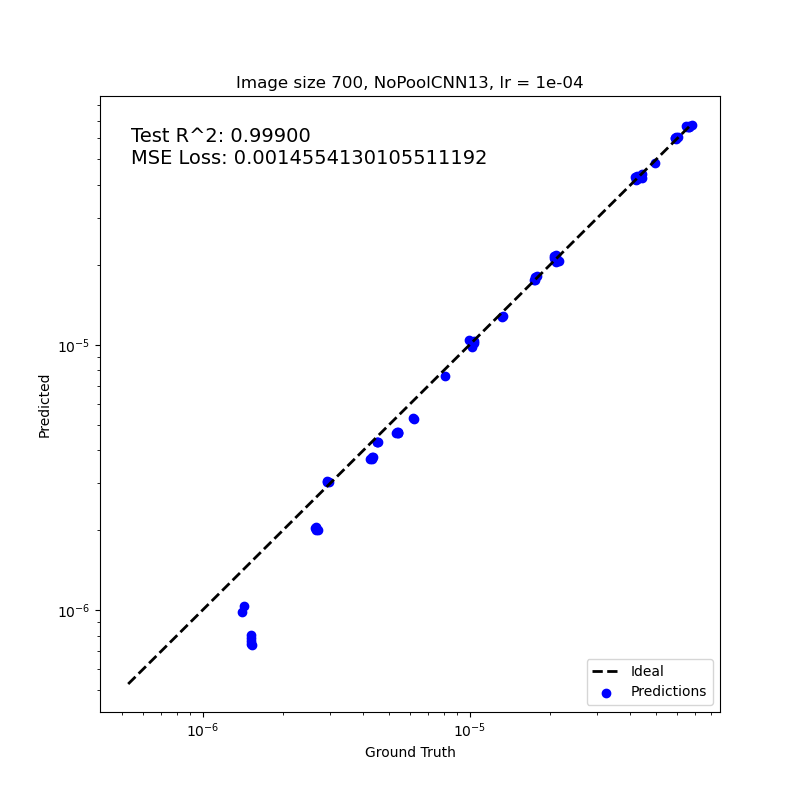 Image size 700, NoPoolCNN13, lr = 1e-04
Test R^2: 0.99900
MSE Loss: 0.0014554130105511192
10⁻⁵
10⁻⁶
Predicted
10⁻⁶
10⁻⁵
Ground Truth
Ideal
Predictions